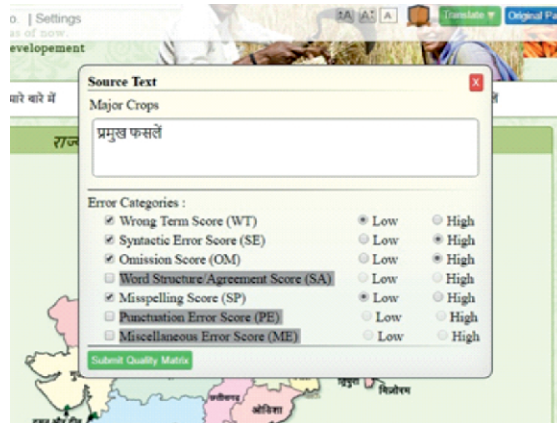 o. | Settings
as of now.
evelopement
Translate ▼
Original Pa
मारे बारे में
Source Text
X
Major Crops
प्रमुख फसलें
Error Categories :
Wrong Term Score (WT) Low High
Syntactic Error Score (SE) Low High
Omission Score (OM) Low High
Word Structure/Agreement Score (SA) Low High
Misspelling Score (SP) Low High
Punctuation Error Score (PE) Low High
Miscellaneous Error Score (ME) Low High
Submit Quality Matrix
छत्तीसगढ़
ओडिशा
त्रिपुरा
मिज़ोरम